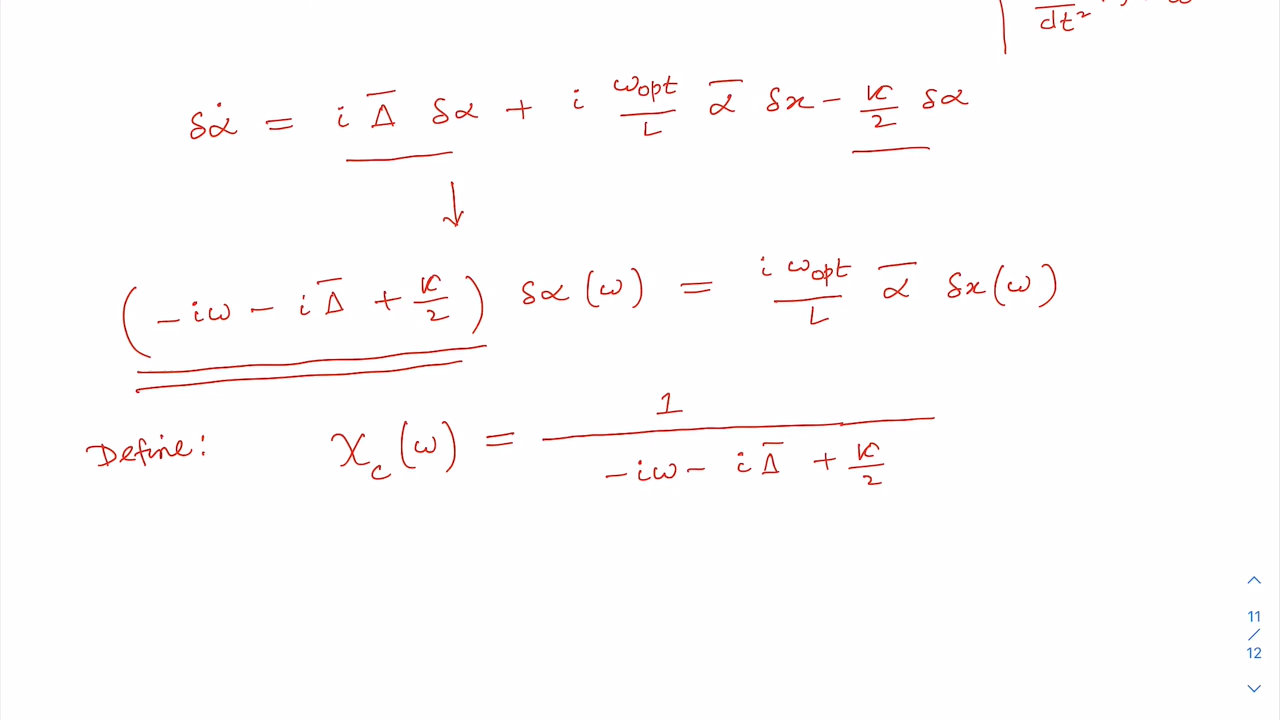 dt²
δα̇ = i Δ̄ δα + i ω_opt/L ᾱ δx − κ/2 δα
↓
(−iω − iΔ̄ + κ/2) δα(ω) = i ω_opt/L ᾱ δx(ω)
Define: χ_c(ω) = 1/(−iω − iΔ̄ + κ/2)
11
/
12